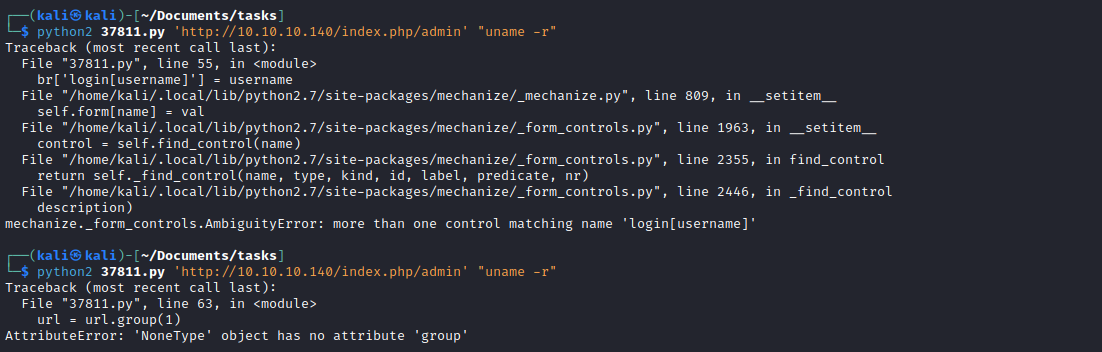 ┌──(kali㉿kali)-[~/Documents/tasks]
└─$ python2 37811.py 'http://10.10.10.140/index.php/admin' "uname -r"
Traceback (most recent call last):
  File "37811.py", line 55, in <module>
    br['login[username]'] = username
  File "/home/kali/.local/lib/python2.7/site-packages/mechanize/_mechanize.py", line 809, in __setitem__
    self.form[name] = val
  File "/home/kali/.local/lib/python2.7/site-packages/mechanize/_form_controls.py", line 1963, in __setitem__
    control = self.find_control(name)
  File "/home/kali/.local/lib/python2.7/site-packages/mechanize/_form_controls.py", line 2355, in find_control
    return self._find_control(name, type, kind, id, label, predicate, nr)
  File "/home/kali/.local/lib/python2.7/site-packages/mechanize/_form_controls.py", line 2446, in _find_control
    description)
mechanize._form_controls.AmbiguityError: more than one control matching name 'login[username]'
┌──(kali㉿kali)-[~/Documents/tasks]
└─$ python2 37811.py 'http://10.10.10.140/index.php/admin' "uname -r"
Traceback (most recent call last):
  File "37811.py", line 63, in <module>
    url = url.group(1)
AttributeError: 'NoneType' object has no attribute 'group'